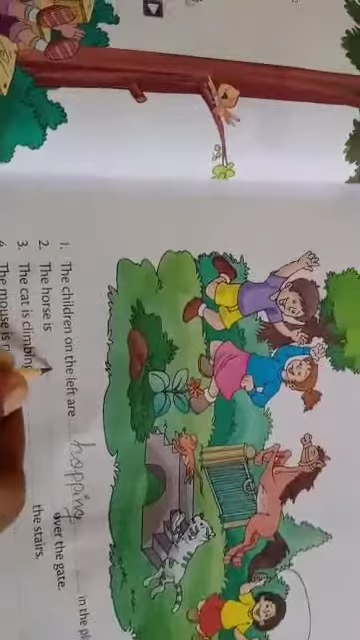 1. The children on the left are hopping in the
2. The horse is over the gate.
3. The cat is climbing the stairs.
The mouse is